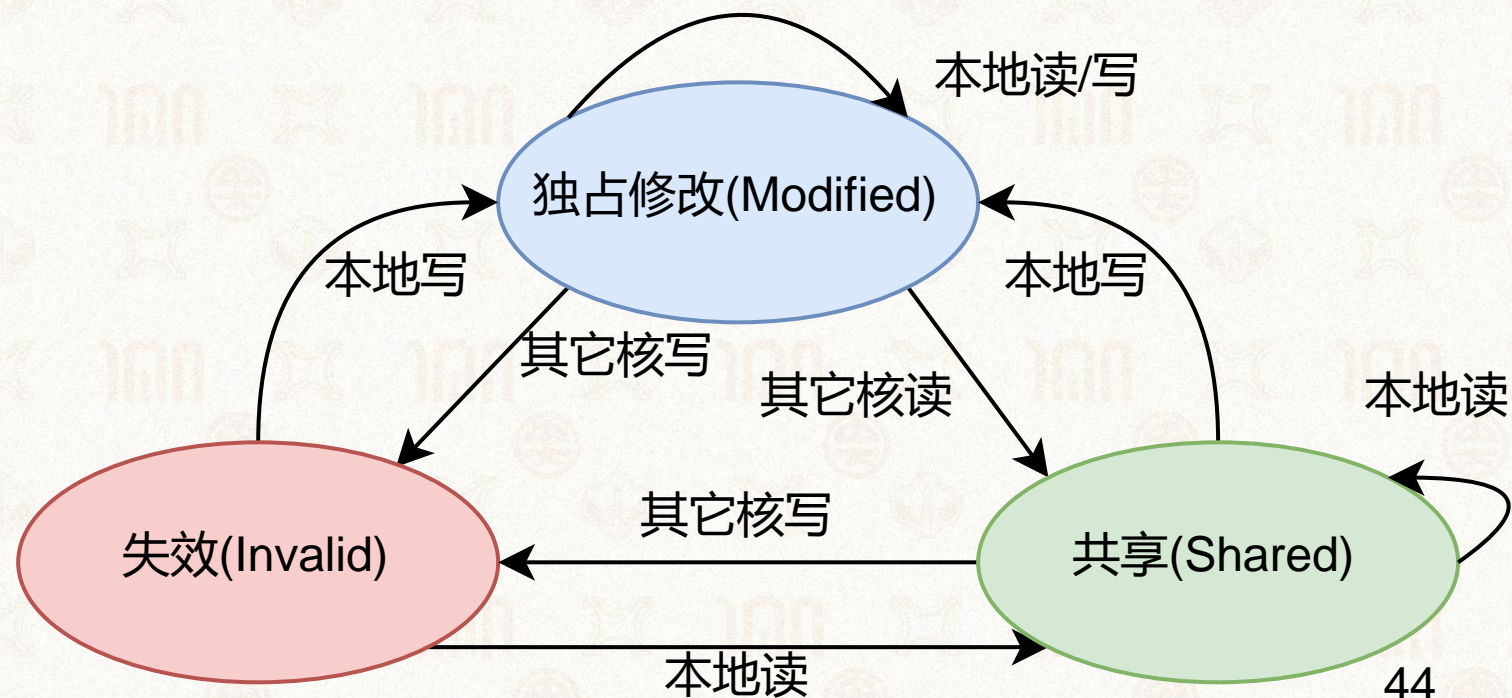 本地读/写
独占修改(Modified)
本地写
本地写
其它核写
其它核读
本地读
其它核写
失效(Invalid)
共享(Shared)
本地读
44